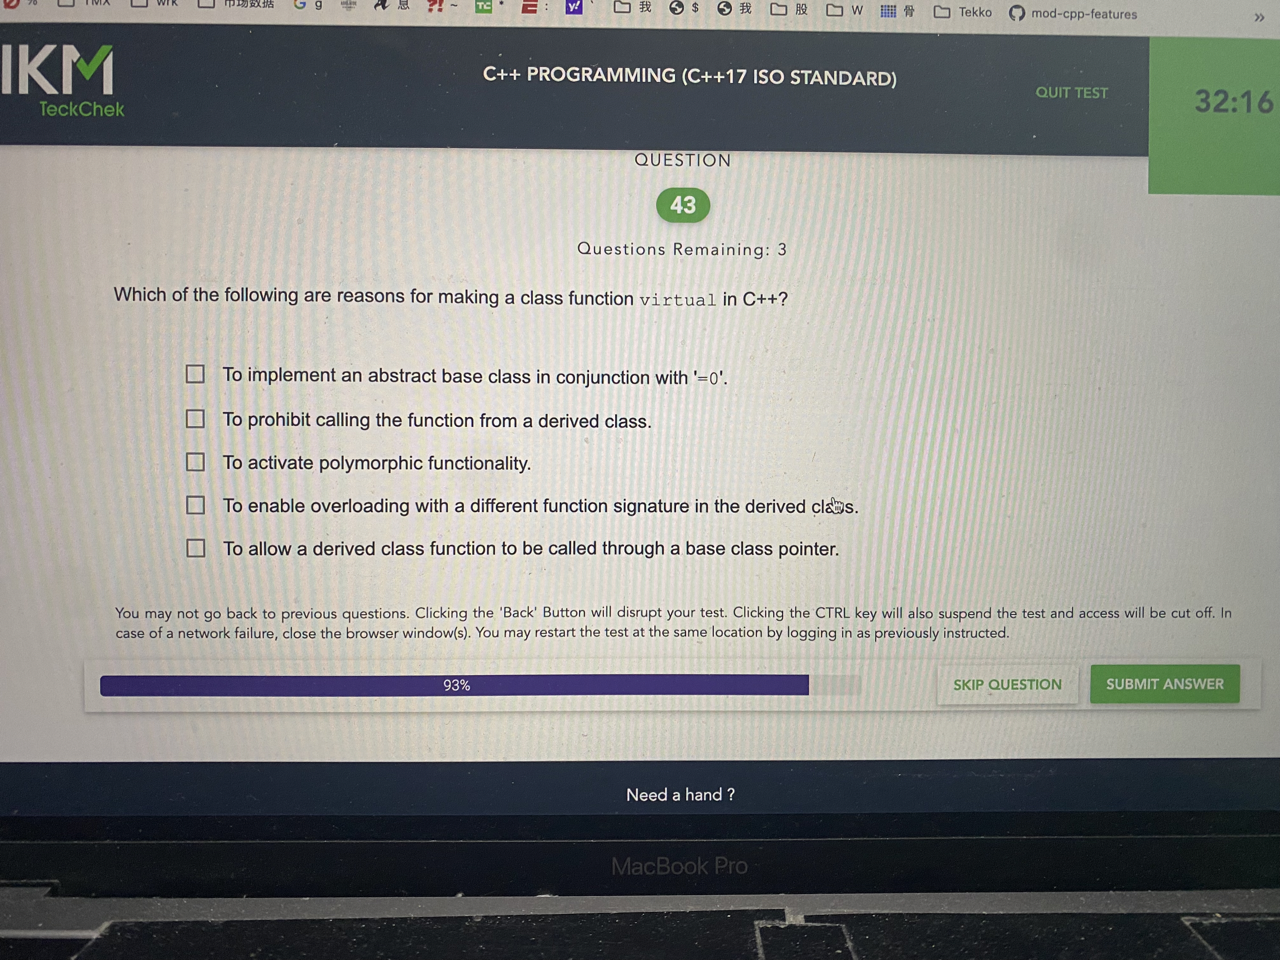 TMX wrk 市场数据 G g 息 ?! ~ TC E : y! 我 $ 我 股 W 骨 Tekko mod-cpp-features »
IKM
TeckChek
C++ PROGRAMMING (C++17 ISO STANDARD)
QUIT TEST
32:16
QUESTION
43
Questions Remaining: 3
Which of the following are reasons for making a class function virtual in C++?
To implement an abstract base class in conjunction with '=0'.
To prohibit calling the function from a derived class.
To activate polymorphic functionality.
To enable overloading with a different function signature in the derived class.
To allow a derived class function to be called through a base class pointer.
You may not go back to previous questions. Clicking the 'Back' Button will disrupt your test. Clicking the CTRL key will also suspend the test and access will be cut off. In
case of a network failure, close the browser window(s). You may restart the test at the same location by logging in as previously instructed.
93%
SKIP QUESTION
SUBMIT ANSWER
Need a hand ?
MacBook Pro